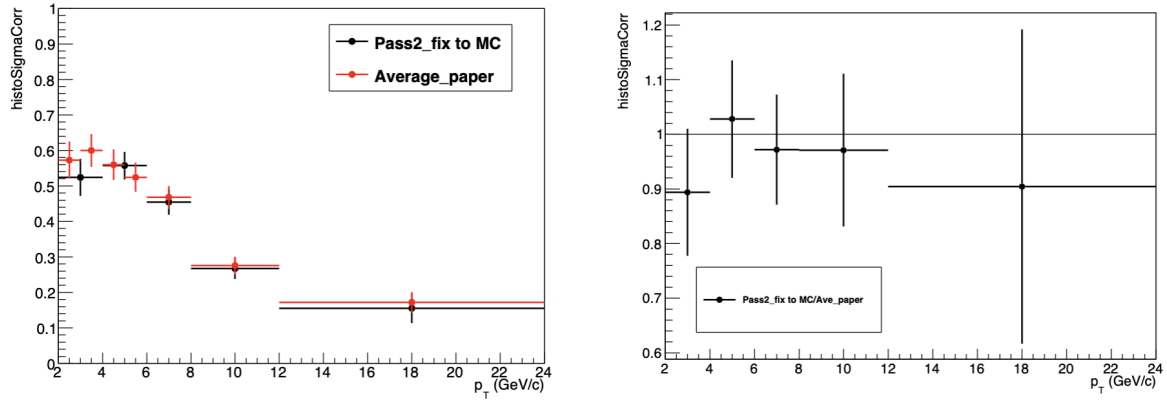 histoSigmaCorr
1
0.9
0.8
0.7
0.6
0.5
0.4
0.3
0.2
0.1
0
Pass2_fix to MC
Average_paper
2 4 6 8 10 12 14 16 18 20 22 24
p_T (GeV/c)
histoSigmaCorr
1.2
1.1
1
0.9
0.8
0.7
0.6
Pass2_fix to MC/Ave_paper
2 4 6 8 10 12 14 16 18 20 22 24
p_T (GeV/c)